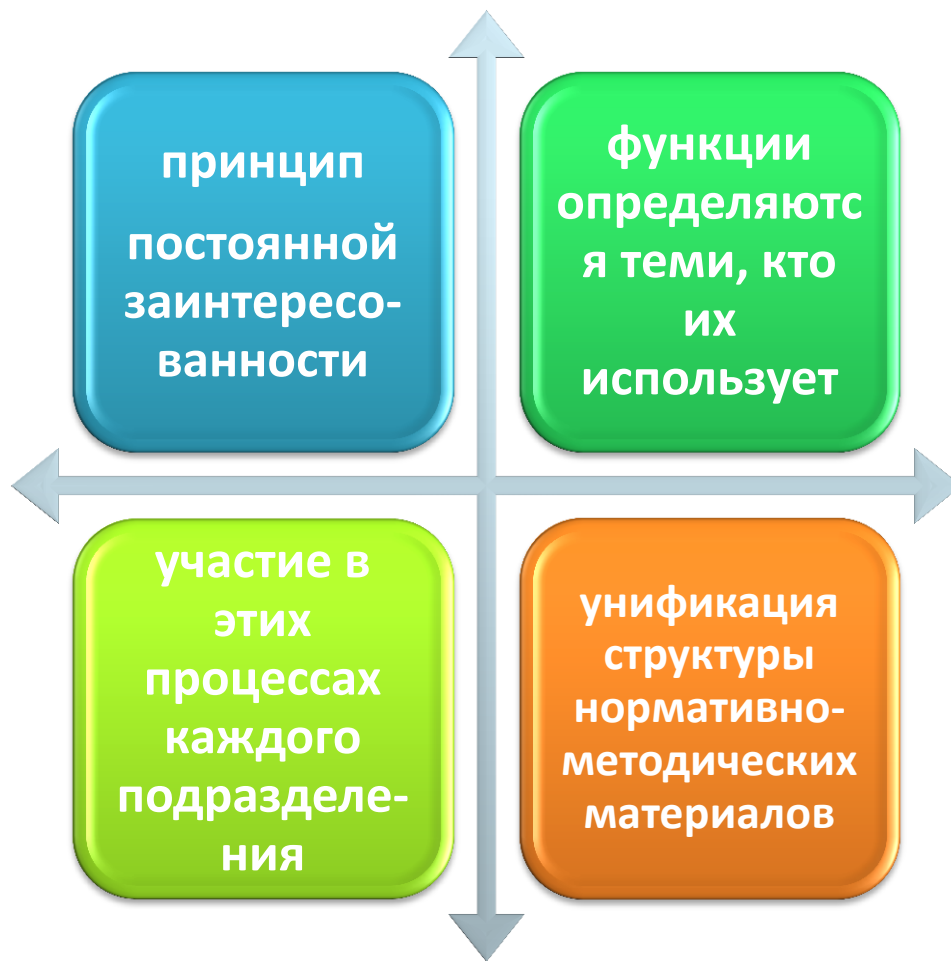 принцип
постоянной
заинтересо-
ванности
функции
определяютс
я теми, кто
их
использует
участие в
этих
процессах
каждого
подразделе-
ния
унификация
структуры
нормативно-
методических
материалов